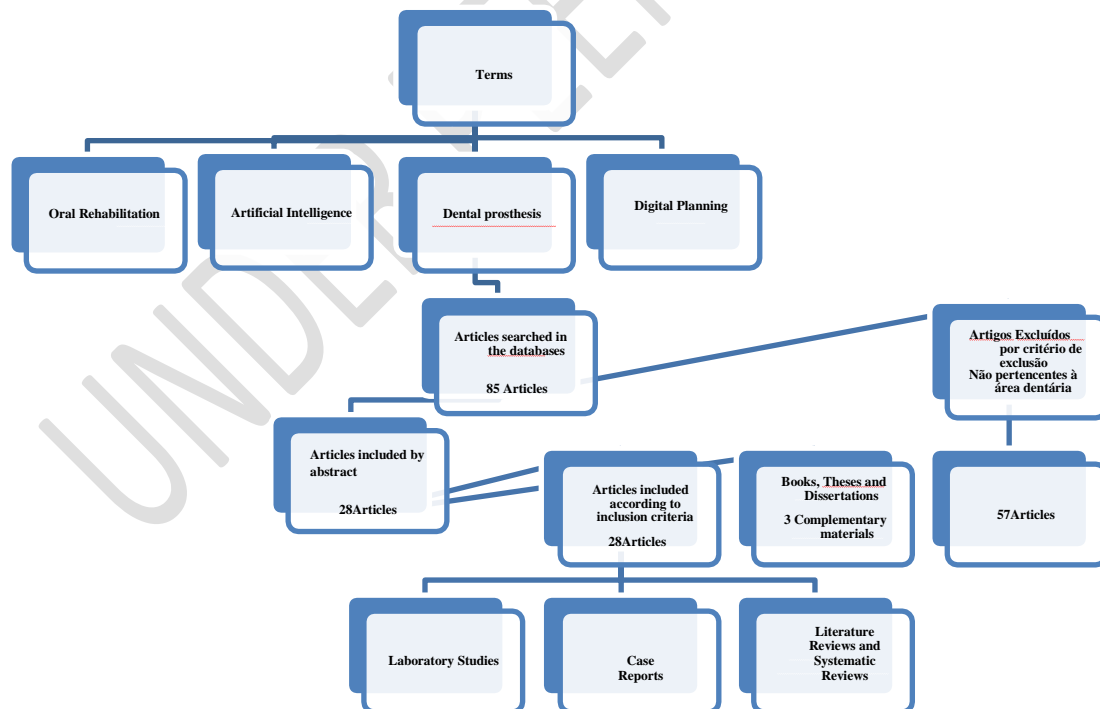 Terms
Oral Rehabilitation
Artificial Intelligence
Dental prosthesis
Digital Planning
Articles searched in
the databases
85 Articles
Artigos Excluídos
por critério de
exclusão
Não pertencentes à
área dentária
Articles included by
abstract
28Articles
Articles included
according to
inclusion criteria
28Articles
Books, Theses and
Dissertations
3 Complementary
materials
57Articles
Laboratory Studies
Case
Reports
Literature
Reviews and
Systematic
Reviews